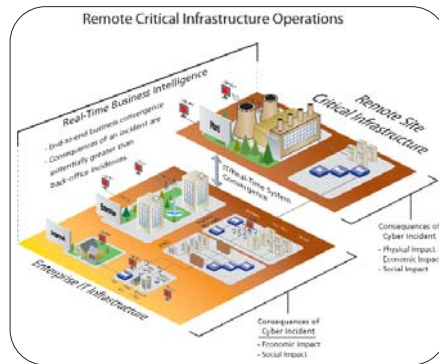 Remote Critical Infrastructure Operations
Real-Time Business Intelligence
- End-to-end business convergence
- Consequences of an incident are
potentially greater than
back-office incidences
Remote Site
Critical Infrastructure
IT/Real-Time System
Convergence
Enterprise IT Infrastructure
Consequences of
Cyber Incident
- Physical Impact
- Economic Impact
- Social Impact
Consequences of
Cyber Incident
- Economic Impact
- Social Impact